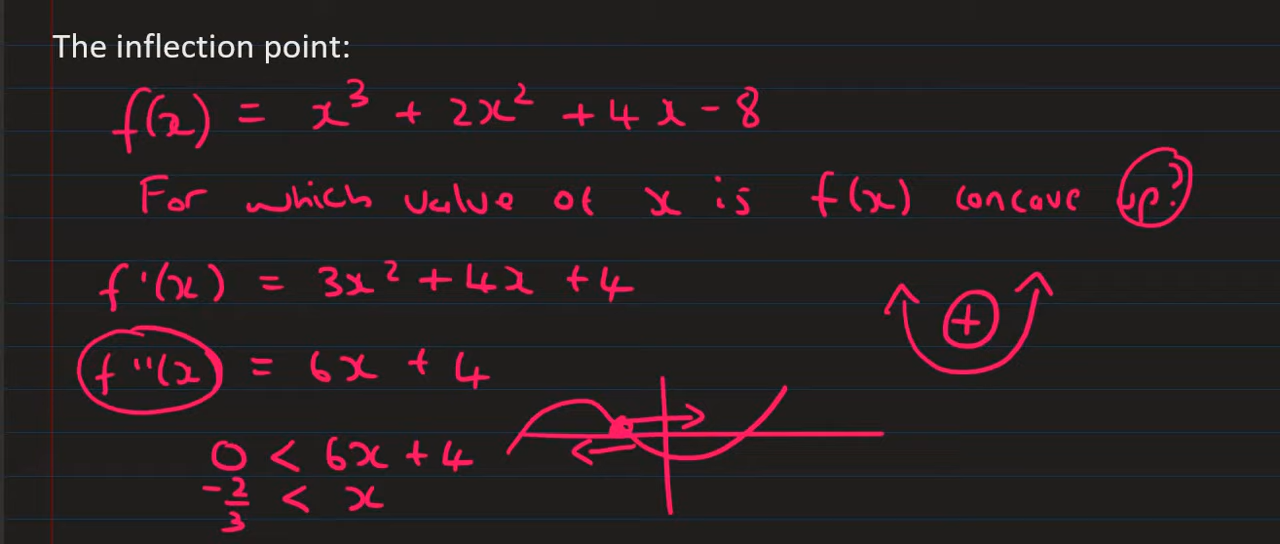 The inflection point:
f(x) = x³ + 2x² + 4x - 8
For which value of x is f(x) concave up?
f'(x) = 3x² + 4x + 4
f''(x) = 6x + 4
+
0 < 6x + 4
-2/3 < x